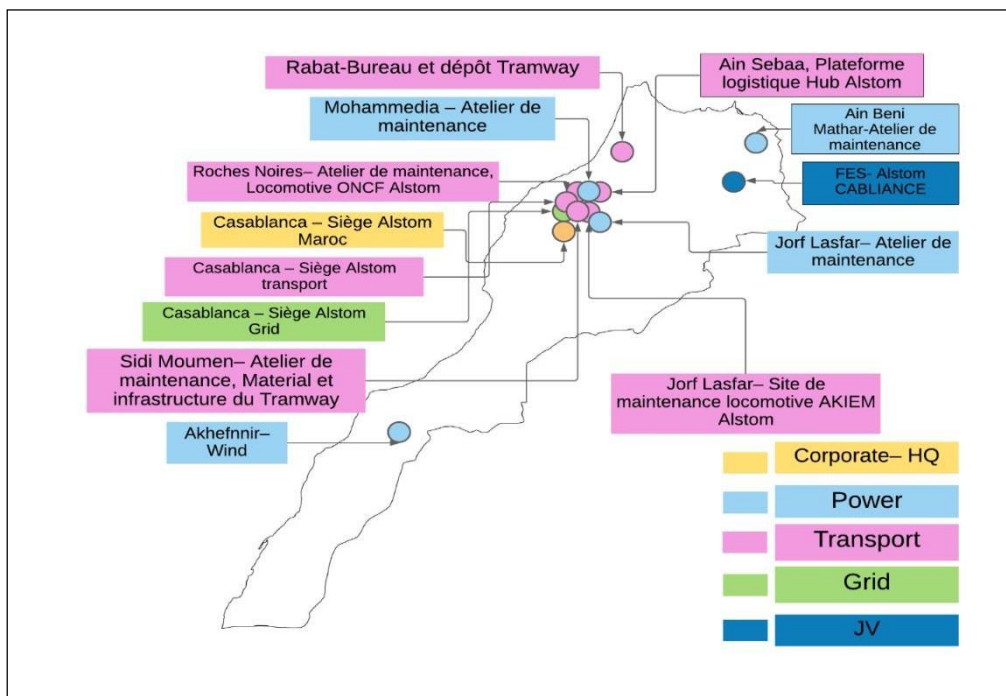 Rabat-Bureau et dépôt Tramway
Ain Sebaa, Plateforme
logistique Hub Alstom
Mohammedia – Atelier de
maintenance
Ain Beni
Mathar-Atelier de
maintenance
Roches Noires– Atelier de maintenance,
Locomotive ONCF Alstom
FES- Alstom
CABLIANCE
Casablanca – Siège Alstom
Maroc
Jorf Lasfar– Atelier de
maintenance
Casablanca – Siège Alstom
transport
Casablanca – Siège Alstom
Grid
Sidi Moumen– Atelier de
maintenance, Material et
infrastructure du Tramway
Jorf Lasfar– Site de
maintenance locomotive AKIEM
Alstom
Akhefnnir–
Wind
Corporate– HQ
Power
Transport
Grid
JV